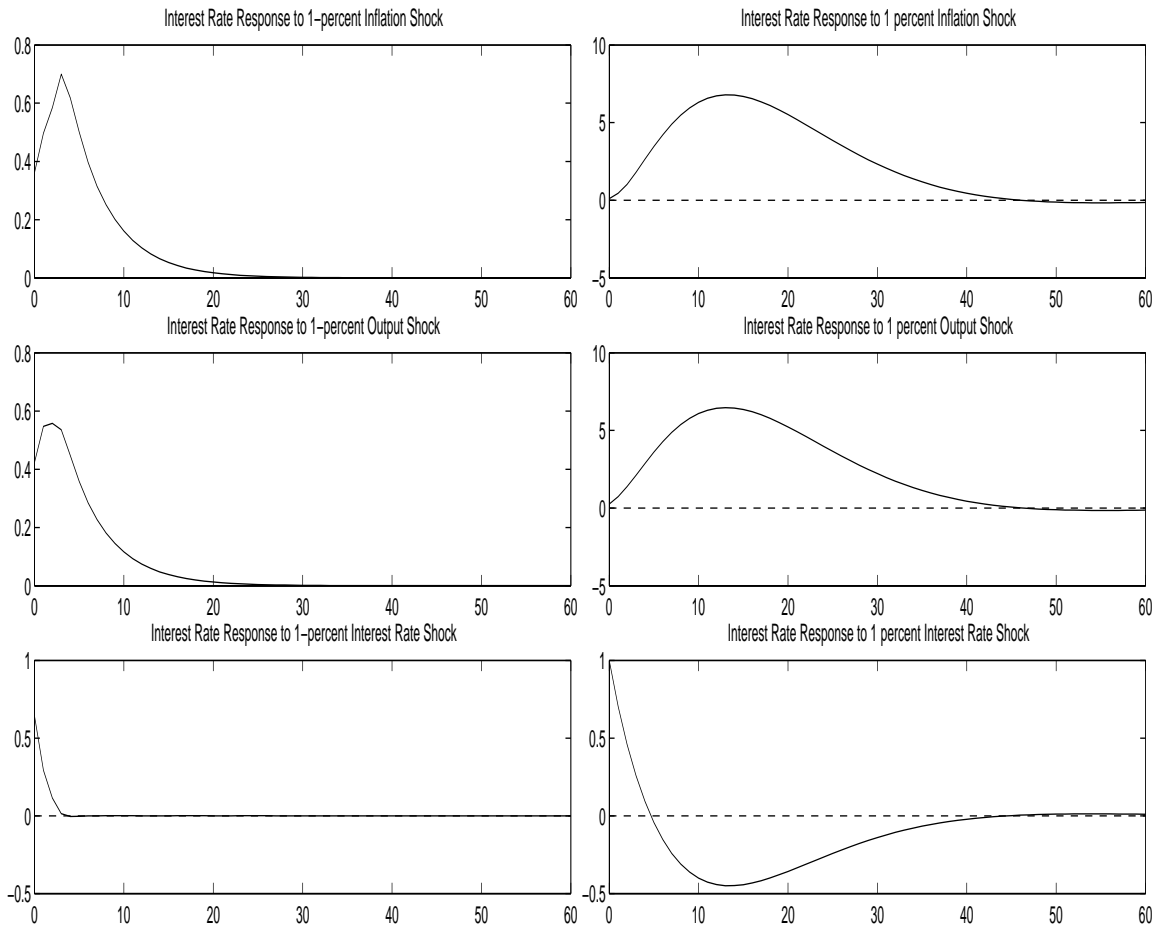 Interest Rate Response to 1−percent Inflation Shock
0.8
0.6
0.4
0.2
0
0 10 20 30 40 50 60
Interest Rate Response to 1 percent Inflation Shock
10
5
0
−5
0 10 20 30 40 50 60
Interest Rate Response to 1−percent Output Shock
0.8
0.6
0.4
0.2
0
0 10 20 30 40 50 60
Interest Rate Response to 1 percent Output Shock
10
5
0
−5
0 10 20 30 40 50 60
Interest Rate Response to 1−percent Interest Rate Shock
1
0.5
0
−0.5
0 10 20 30 40 50 60
Interest Rate Response to 1 percent Interest Rate Shock
1
0.5
0
−0.5
0 10 20 30 40 50 60